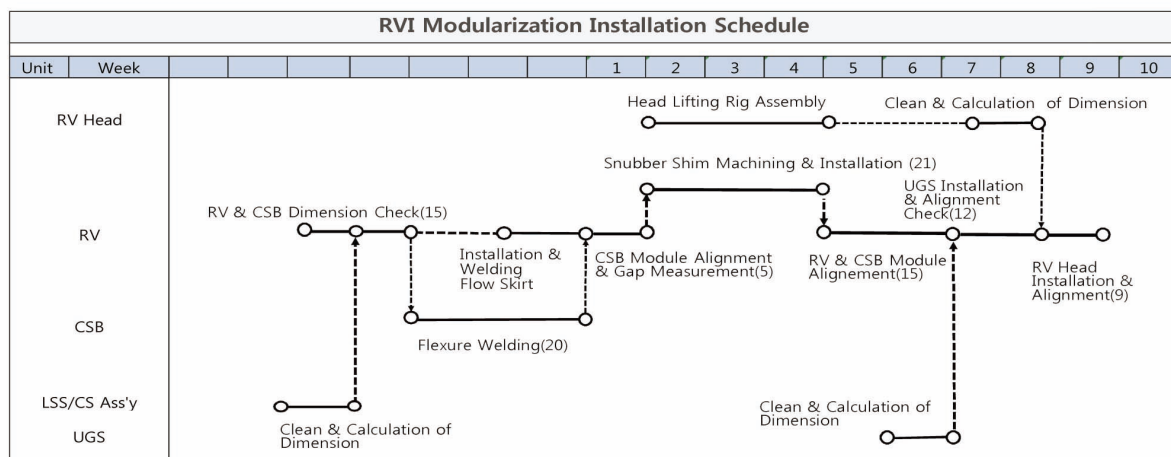 RVI Modularization Installation Schedule
Unit Week 1 2 3 4 5 6 7 8 9 10
RV Head
Head Lifting Rig Assembly
Clean & Calculation of Dimension
Snubber Shim Machining & Installation (21)
RV
RV & CSB Dimension Check(15)
Installation &
Welding
Flow Skirt
CSB Module Alignment
& Gap Measurement(5)
RV & CSB Module
Alignement(15)
UGS Installation
& Alignment
Check(12)
RV Head
Installation &
Alignment(9)
CSB
Flexure Welding(20)
LSS/CS Ass'y
Clean & Calculation of
Dimension
UGS
Clean & Calculation of
Dimension